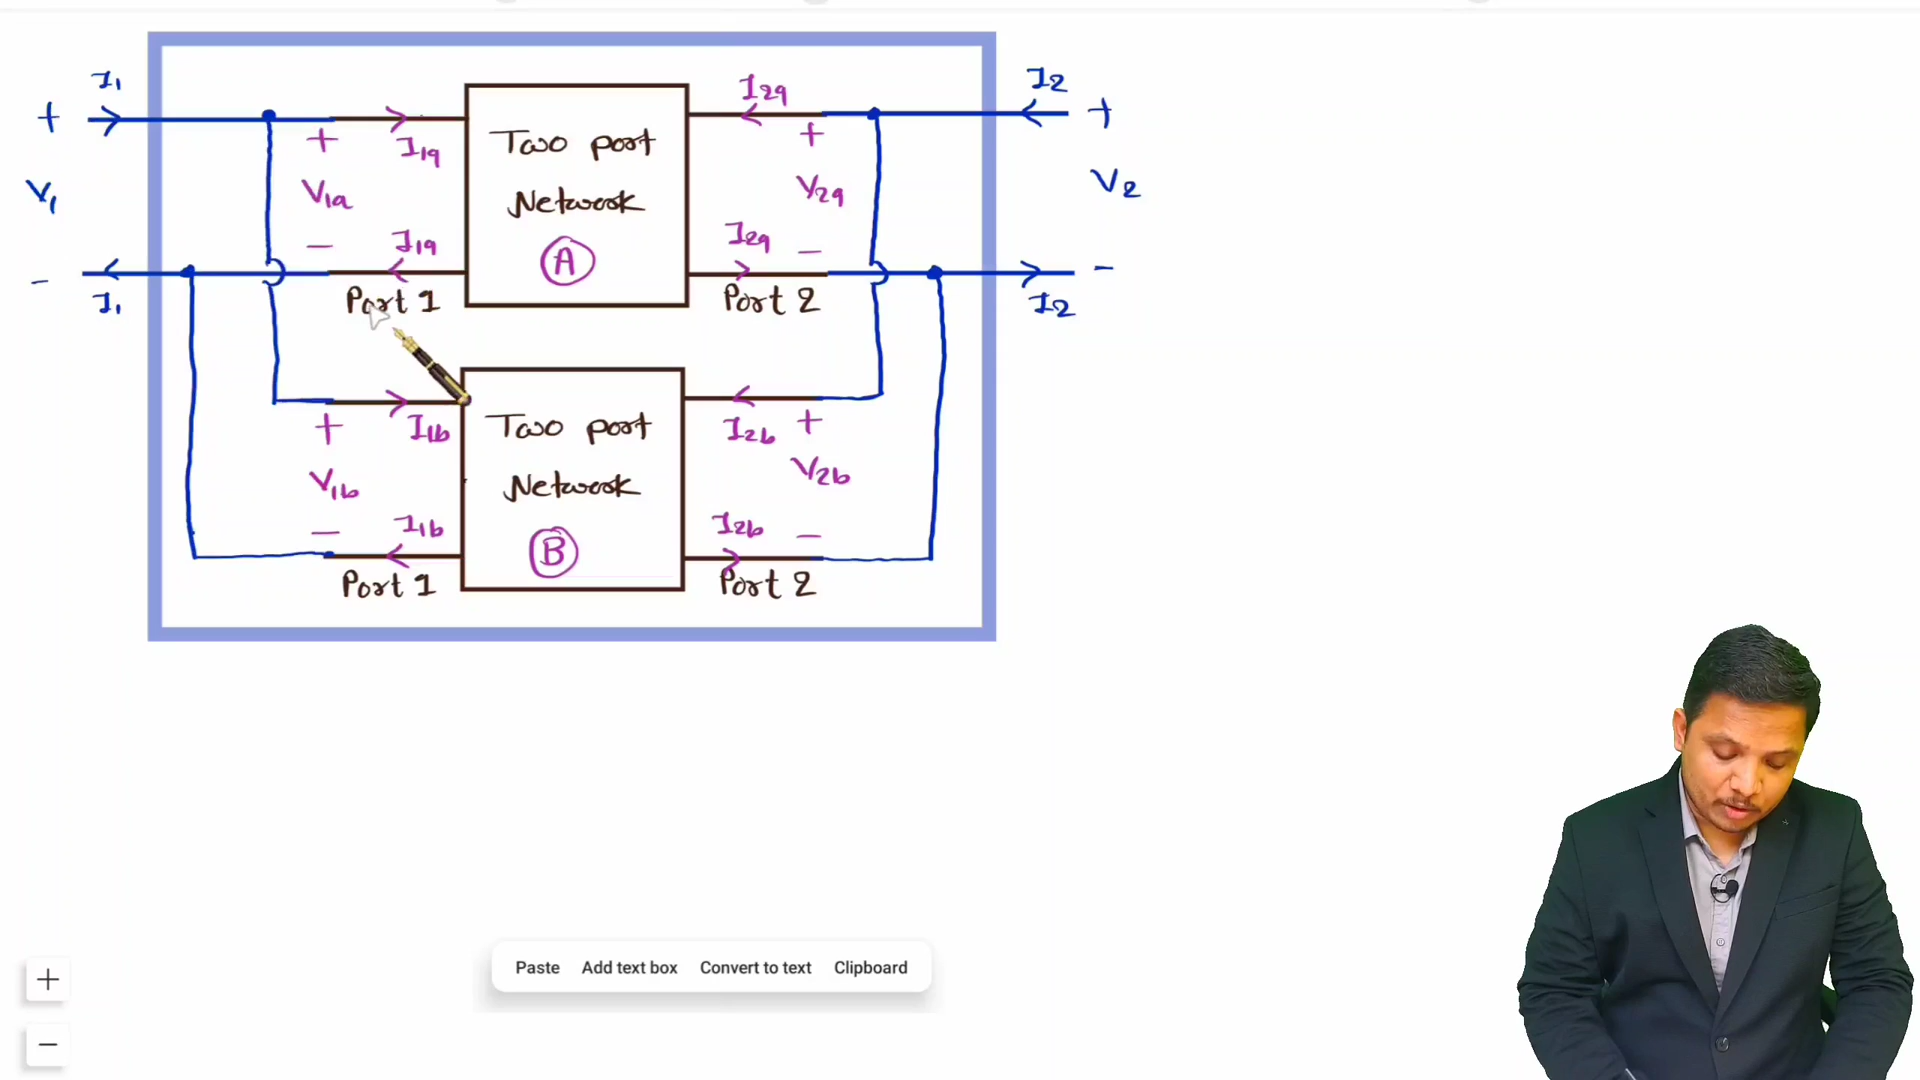 I1
+
V1
-
I1
+
I1a
V1a
-
I1a
Port 1
Two port
Network
A
I2a
+
V2a
I2a
-
Port 2
I2
+
V2
-
I2
+
I1b
V1b
-
I1b
Port 1
Two port
Network
B
I2b
+
V2b
I2b
-
Port 2
Paste Add text box Convert to text Clipboard